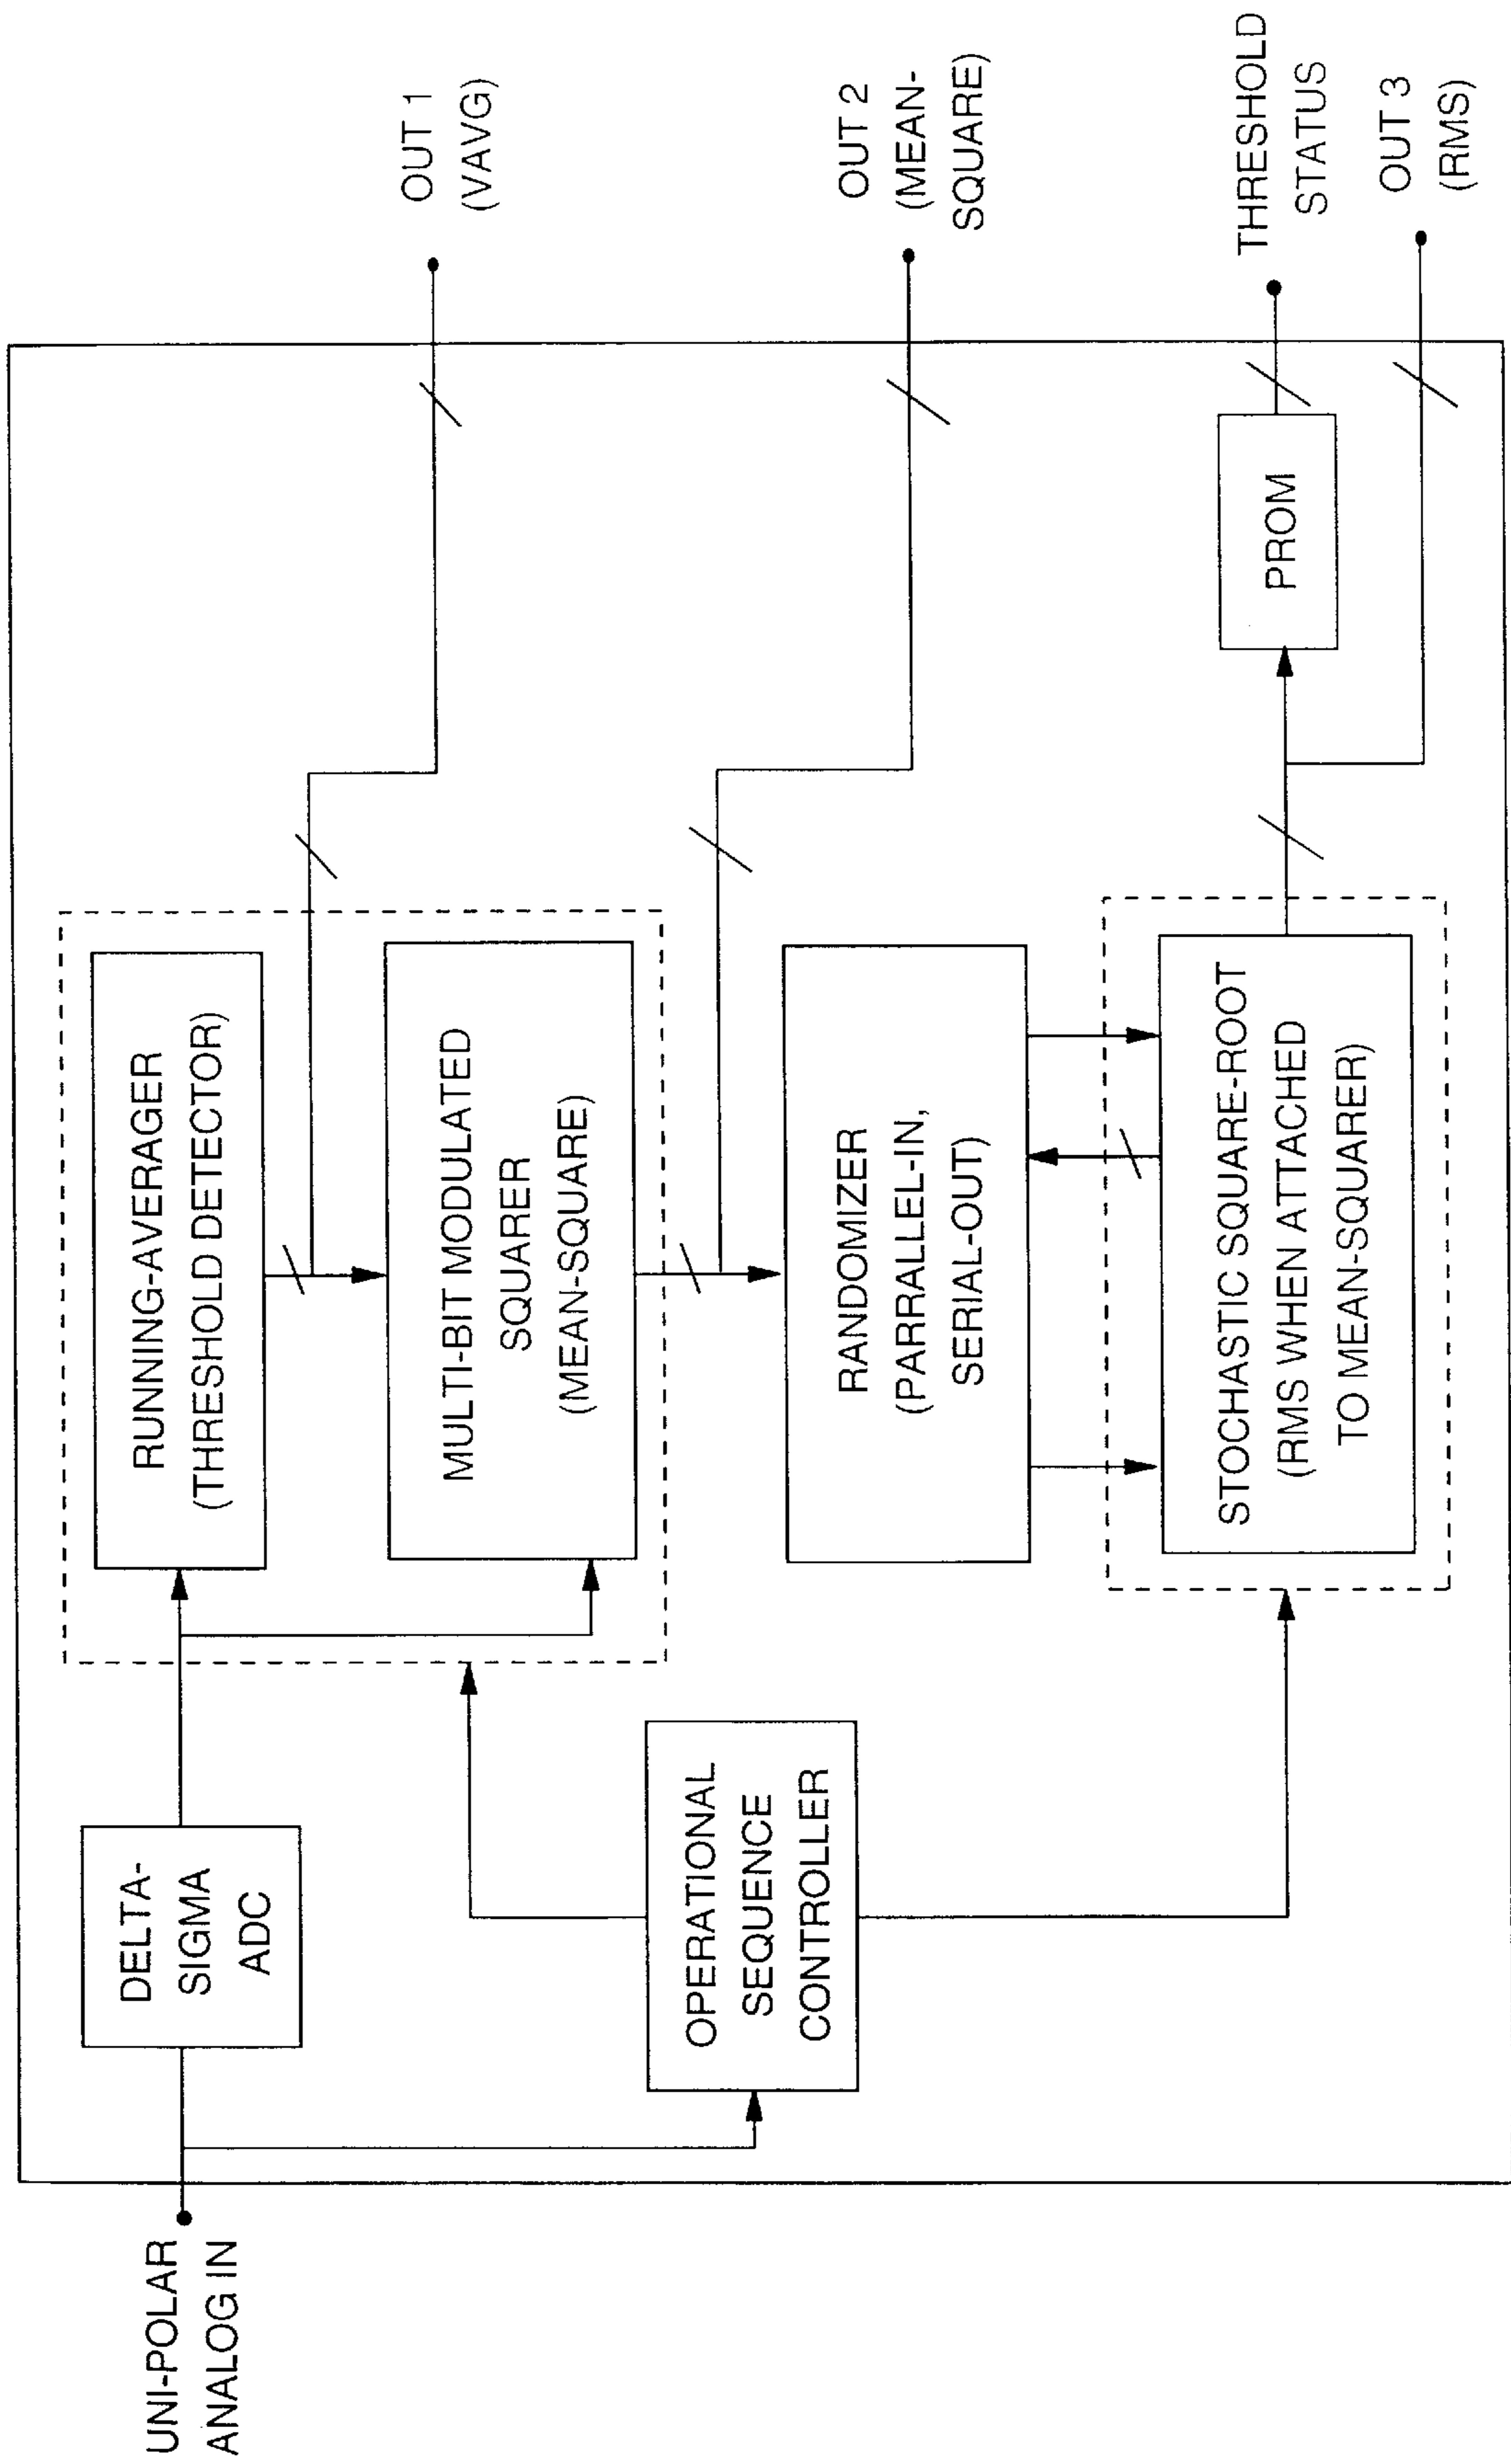 UNI-POLAR
ANALOG IN
DELTA-
SIGMA
ADC
OPERATIONAL
SEQUENCE
CONTROLLER
RUNNING-AVERAGER
(THRESHOLD DETECTOR)
MULTI-BIT MODULATED
SQUARER
(MEAN-SQUARE)
RANDOMIZER
(PARRALLEL-IN,
SERIAL-OUT)
STOCHASTIC SQUARE-ROOT
(RMS WHEN ATTACHED
TO MEAN-SQUARER)
PROM
OUT 1
(VAVG)
OUT 2
(MEAN-
SQUARE)
THRESHOLD
STATUS
OUT 3
(RMS)